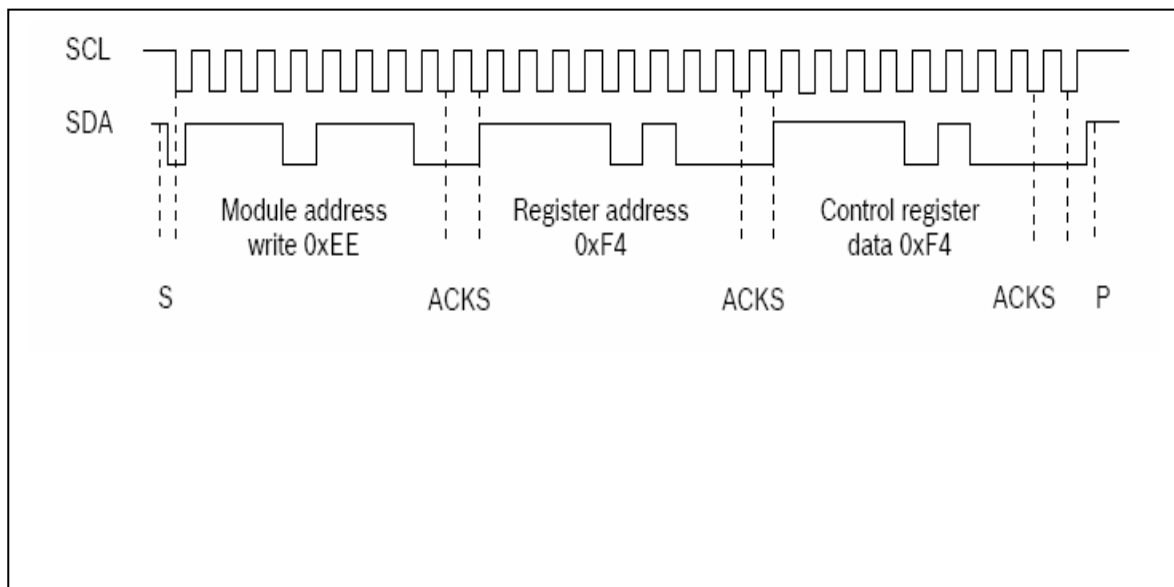 SCL
SDA
Module address
write 0xEE
Register address
0xF4
Control register
data 0xF4
S
ACKS
ACKS
ACKS
P